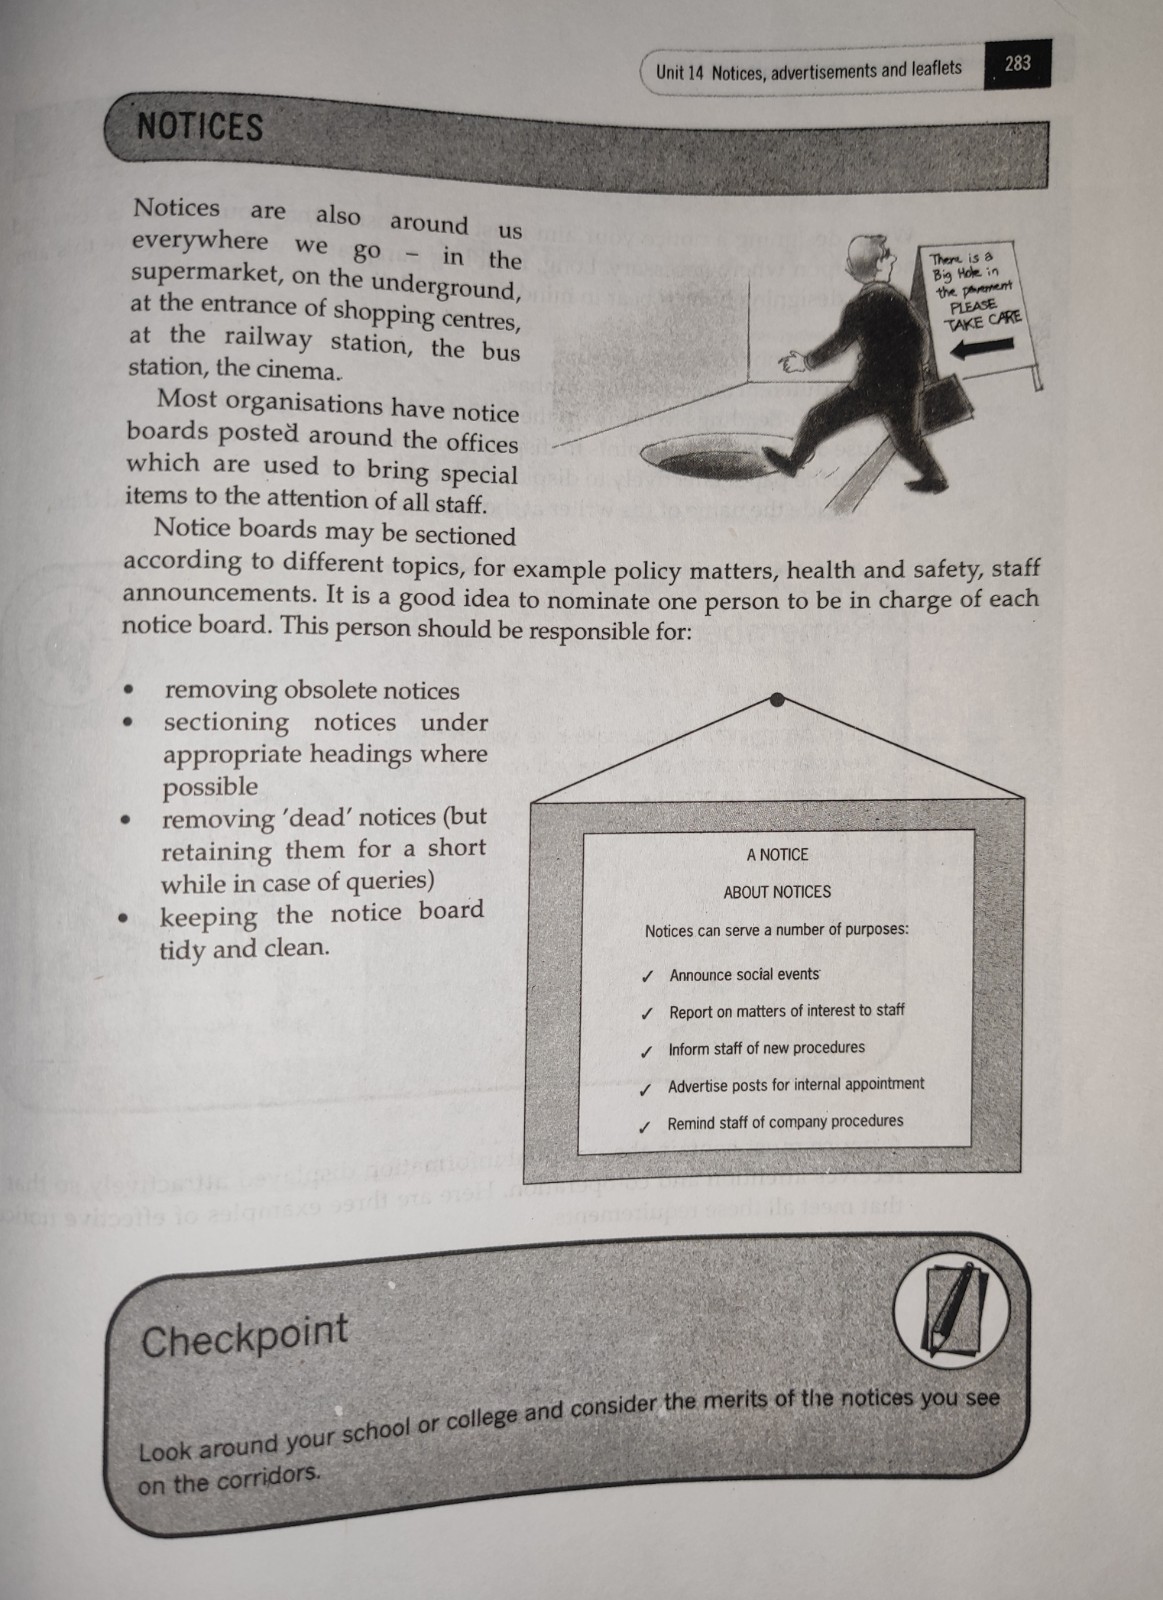 Unit 14 Notices, advertisements and leaflets 283
NOTICES
Notices are also around us
everywhere we go – in the
supermarket, on the underground,
at the entrance of shopping centres,
at the railway station, the bus
station, the cinema.
Most organisations have notice
boards posted around the offices
which are used to bring special
items to the attention of all staff.
Notice boards may be sectioned
according to different topics, for example policy matters, health and safety, staff
announcements. It is a good idea to nominate one person to be in charge of each
notice board. This person should be responsible for:
There is a
Big Hole in
the pavement
PLEASE
TAKE CARE
• removing obsolete notices
• sectioning notices under
appropriate headings where
possible
• removing 'dead' notices (but
retaining them for a short
while in case of queries)
• keeping the notice board
tidy and clean.
A NOTICE
ABOUT NOTICES
Notices can serve a number of purposes:
✓ Announce social events
✓ Report on matters of interest to staff
✓ Inform staff of new procedures
✓ Advertise posts for internal appointment
✓ Remind staff of company procedures
Checkpoint
Look around your school or college and consider the merits of the notices you see
on the corridors.